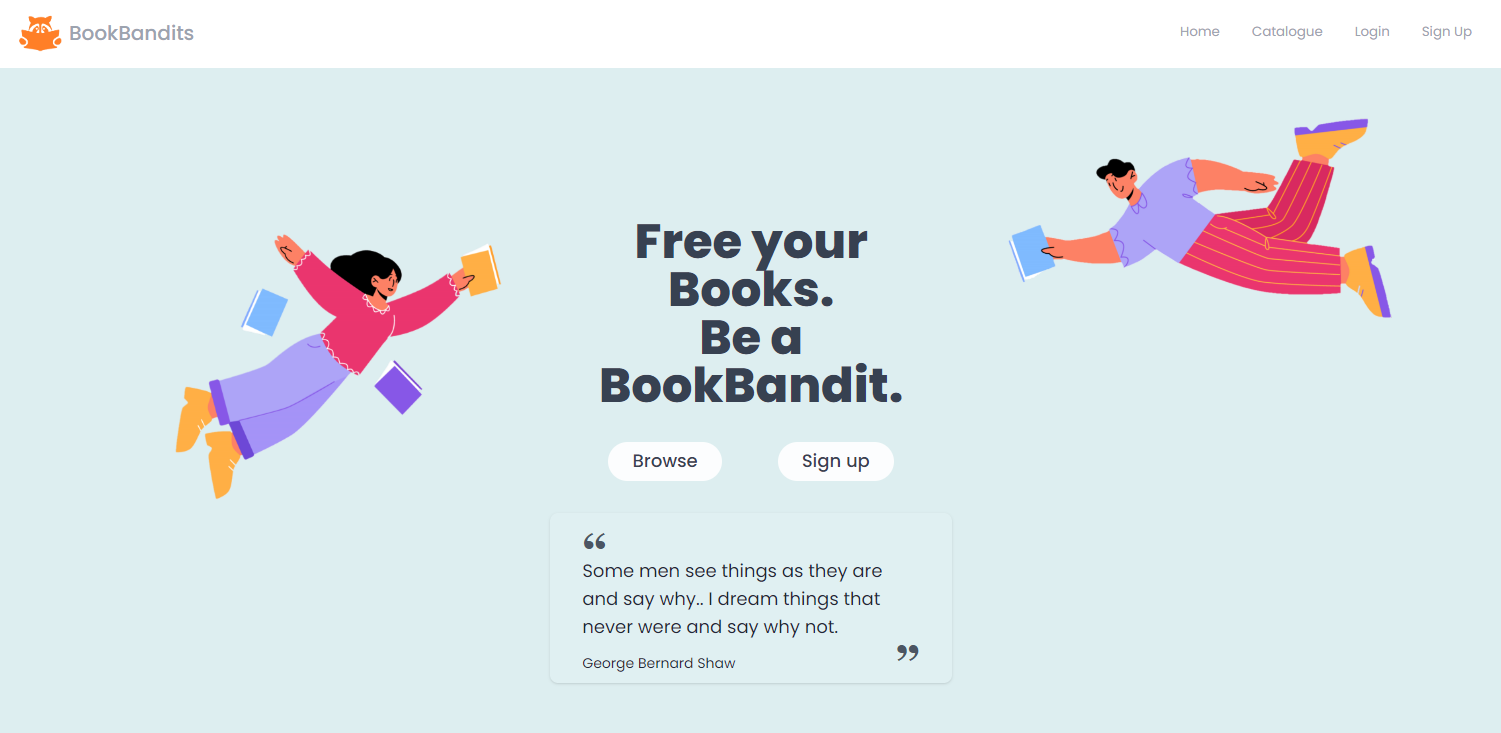 BookBandits
Home Catalogue Login Sign Up
Free your
Books.
Be a
BookBandit.
Browse Sign up
“
Some men see things as they are
and say why.. I dream things that
never were and say why not.
George Bernard Shaw
”